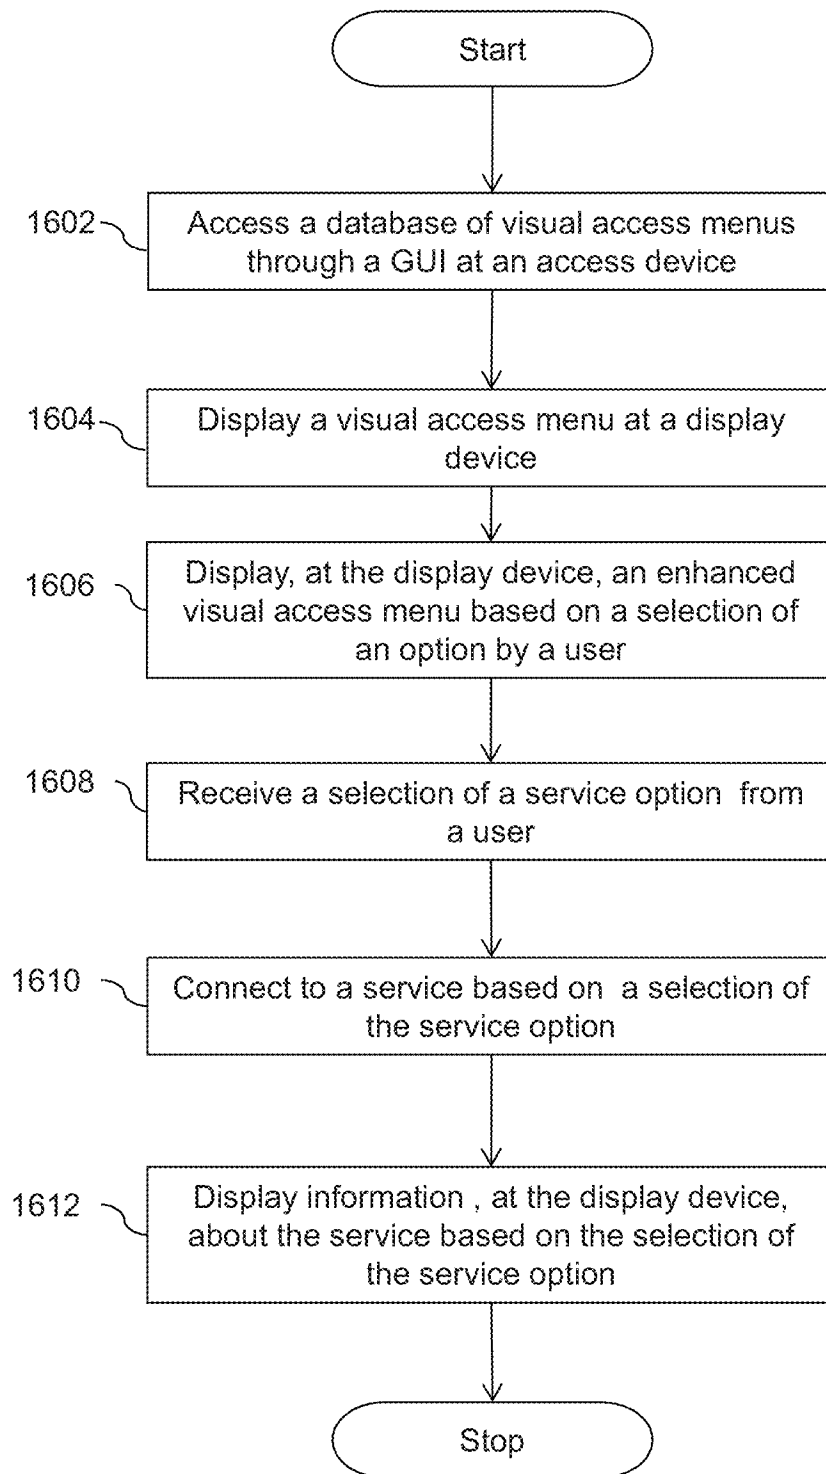 Start
1602
Access a database of visual access menus
through a GUI at an access device
1604
Display a visual access menu at a display
device
1606
Display, at the display device, an enhanced
visual access menu based on a selection of
an option by a user
1608
Receive a selection of a service option from
a user
1610
Connect to a service based on a selection of
the service option
1612
Display information , at the display device,
about the service based on the selection of
the service option
Stop